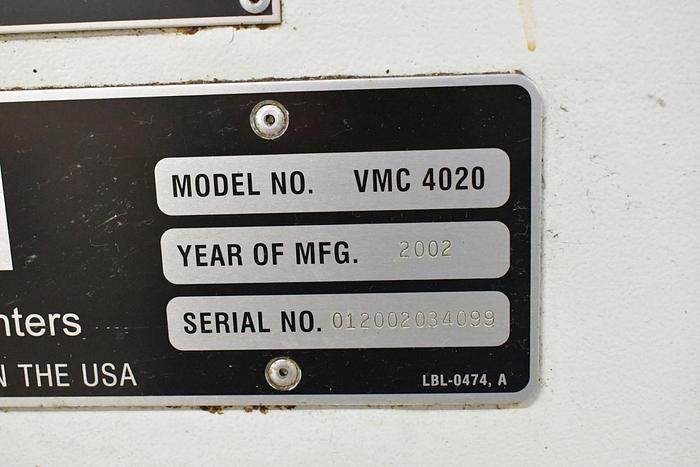 MODEL NO. VMC 4020
YEAR OF MFG. 2002
SERIAL NO. 012002034099
nters
N THE USA
LBL-0474, A